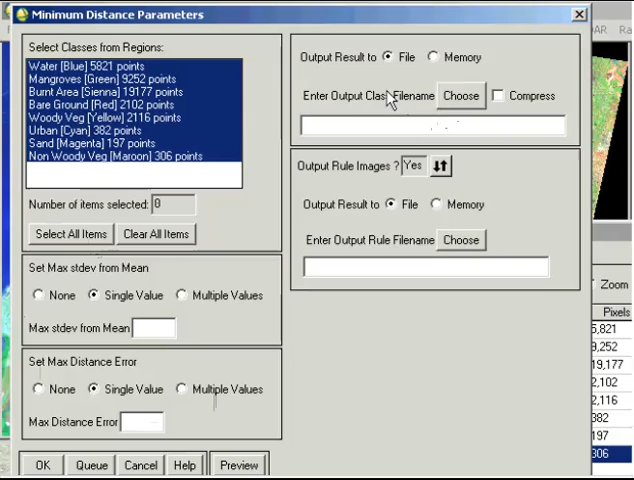 Minimum Distance Parameters
Select Classes from Regions:
Water [Blue] 5821 points
Mangroves [Green] 9252 points
Burnt Area [Sienna] 19177 points
Bare Ground [Red] 2102 points
Woody Veg [Yellow] 2116 points
Urban [Cyan] 382 points
Sand [Magenta] 197 points
Non Woody Veg [Maroon] 306 points
Number of items selected: 8
Select All Items Clear All Items
Set Max stdev from Mean
None Single Value Multiple Values
Max stdev from Mean
Set Max Distance Error
None Single Value Multiple Values
Max Distance Error
OK Queue Cancel Help Preview
Output Result to File Memory
Enter Output Class Filename Choose Compress
Output Rule Images ? Yes
Output Result to File Memory
Enter Output Rule Filename Choose
Zoom
Pixels
5,821
9,252
19,177
2,102
2,116
382
197
306